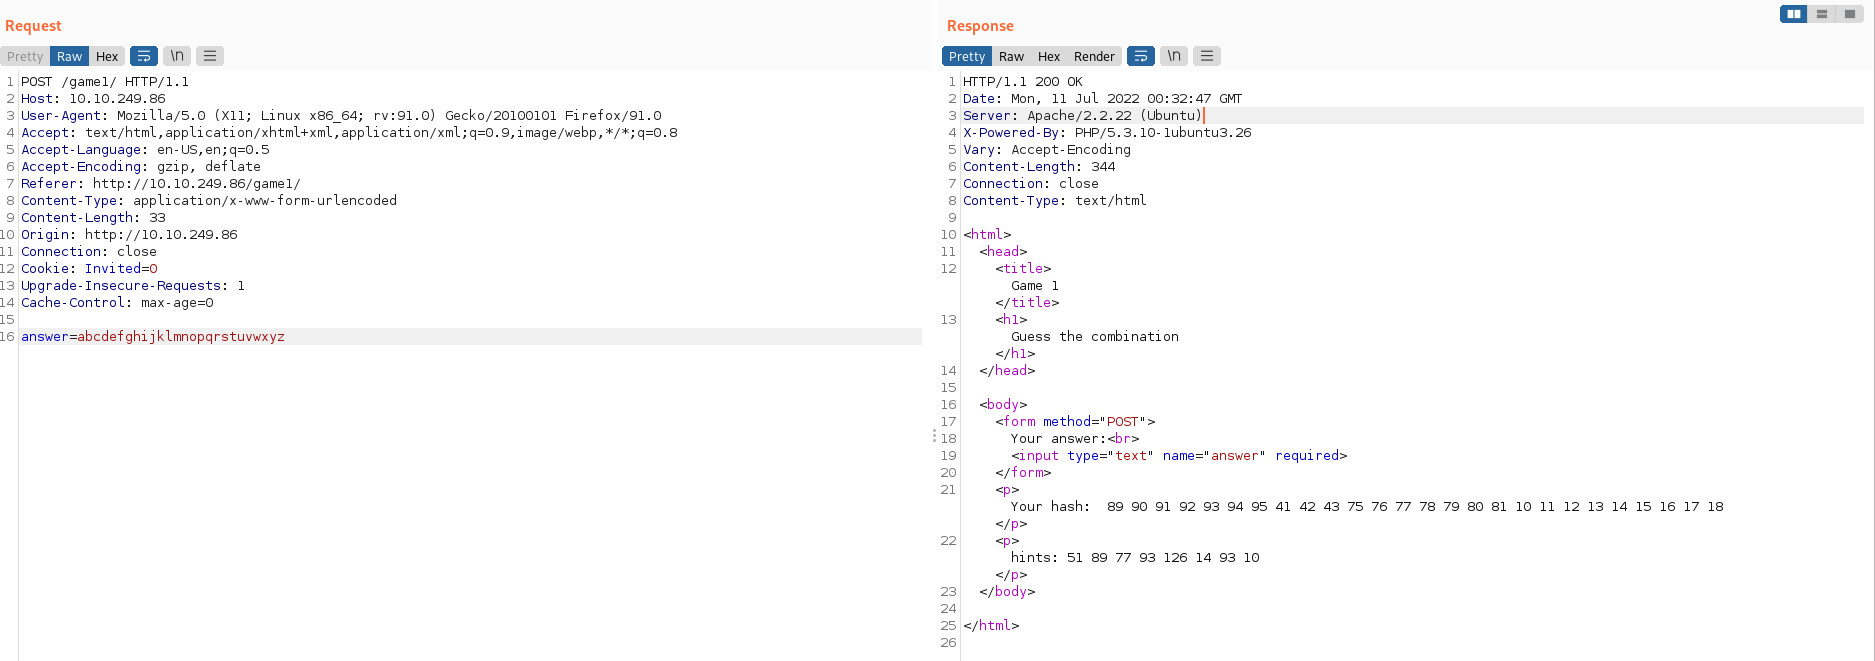 Request
Pretty Raw Hex \n
1 POST /game1/ HTTP/1.1
2 Host: 10.10.249.86
3 User-Agent: Mozilla/5.0 (X11; Linux x86_64; rv:91.0) Gecko/20100101 Firefox/91.0
4 Accept: text/html,application/xhtml+xml,application/xml;q=0.9,image/webp,*/*;q=0.8
5 Accept-Language: en-US,en;q=0.5
6 Accept-Encoding: gzip, deflate
7 Referer: http://10.10.249.86/game1/
8 Content-Type: application/x-www-form-urlencoded
9 Content-Length: 33
10 Origin: http://10.10.249.86
11 Connection: close
12 Cookie: Invited=0
13 Upgrade-Insecure-Requests: 1
14 Cache-Control: max-age=0
15
16 answer=abcdefghijklmnopqrstuvwxyz
Response
Pretty Raw Hex Render \n
1 HTTP/1.1 200 OK
2 Date: Mon, 11 Jul 2022 00:32:47 GMT
3 Server: Apache/2.2.22 (Ubuntu)
4 X-Powered-By: PHP/5.3.10-1ubuntu3.26
5 Vary: Accept-Encoding
6 Content-Length: 344
7 Connection: close
8 Content-Type: text/html
9
10 <html>
11 <head>
12 <title>
Game 1
</title>
13 <h1>
Guess the combination
</h1>
14 </head>
15
16 <body>
17 <form method="POST">
18 Your answer:<br>
19 <input type="text" name="answer" required>
20 </form>
21 <p>
Your hash:  89 90 91 92 93 94 95 41 42 43 75 76 77 78 79 80 81 10 11 12 13 14 15 16 17 18
</p>
22 <p>
hints: 51 89 77 93 126 14 93 10
</p>
23 </body>
24
25 </html>
26